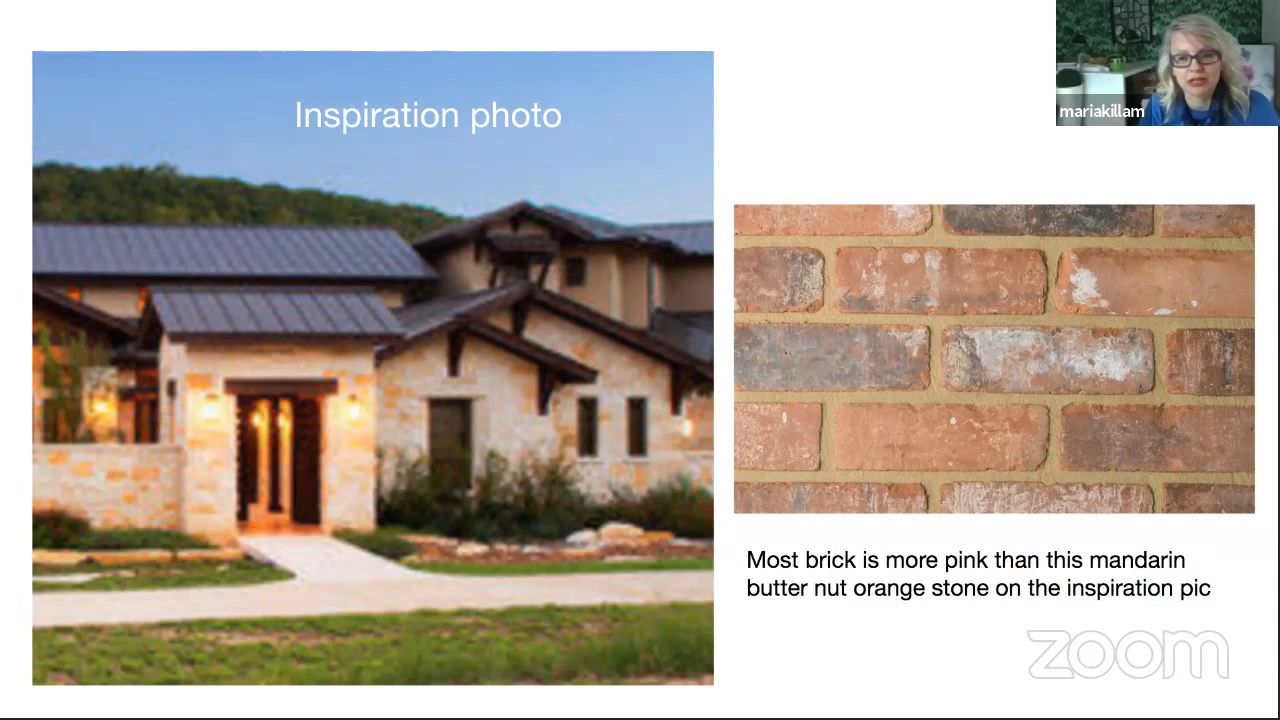 Inspiration photo
mariakillam
Most brick is more pink than this mandarin
butter nut orange stone on the inspiration pic
zoom